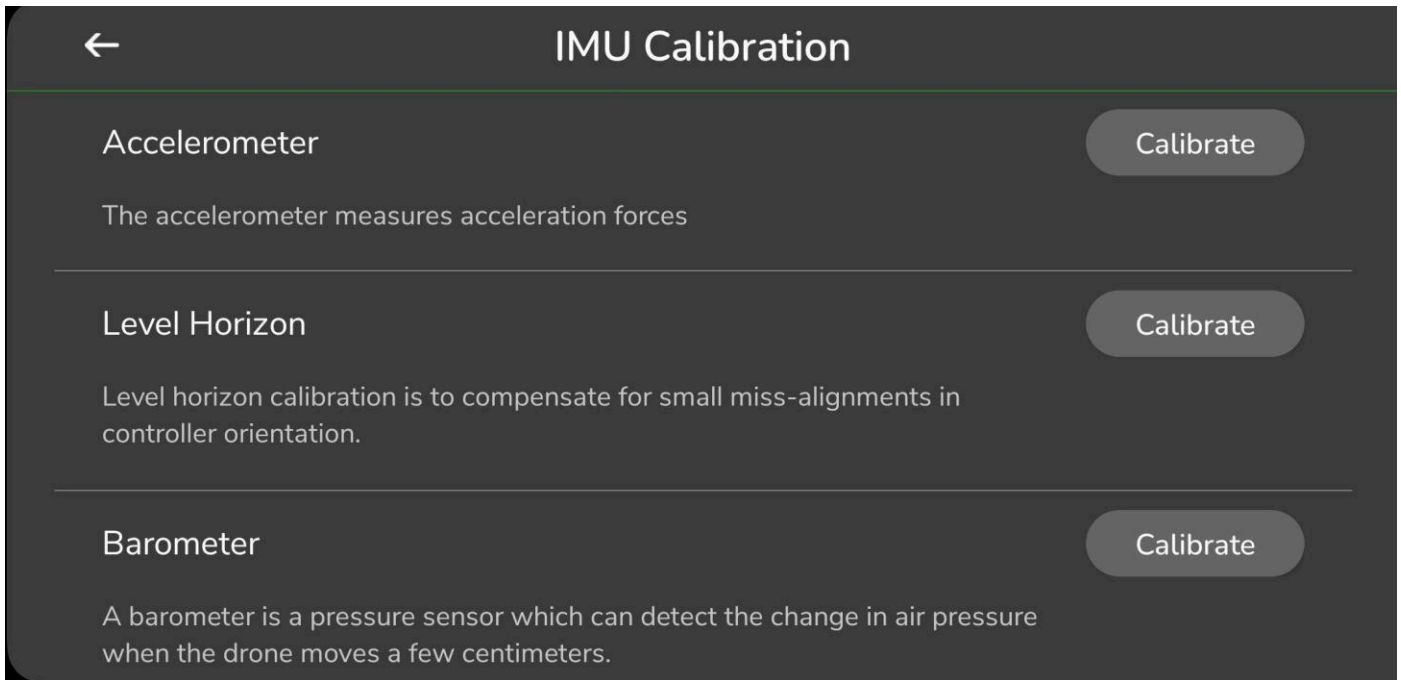 IMU Calibration
Accelerometer
Calibrate
The accelerometer measures acceleration forces
Level Horizon
Calibrate
Level horizon calibration is to compensate for small miss-alignments in
controller orientation.
Barometer
Calibrate
A barometer is a pressure sensor which can detect the change in air pressure
when the drone moves a few centimeters.